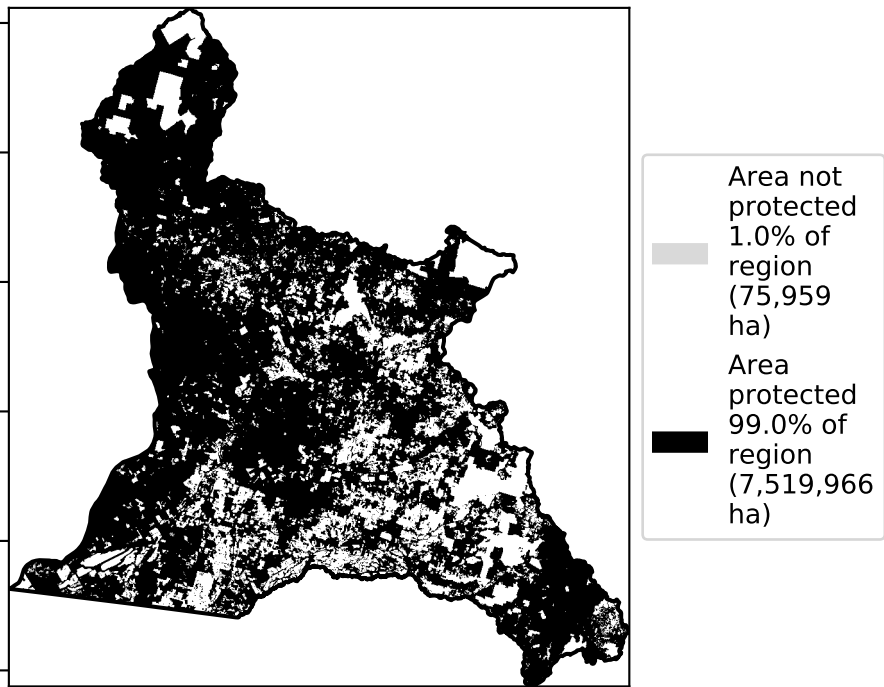 Area not
protected
1.0% of
region
(75,959
ha)
Area
protected
99.0% of
region
(7,519,966
ha)